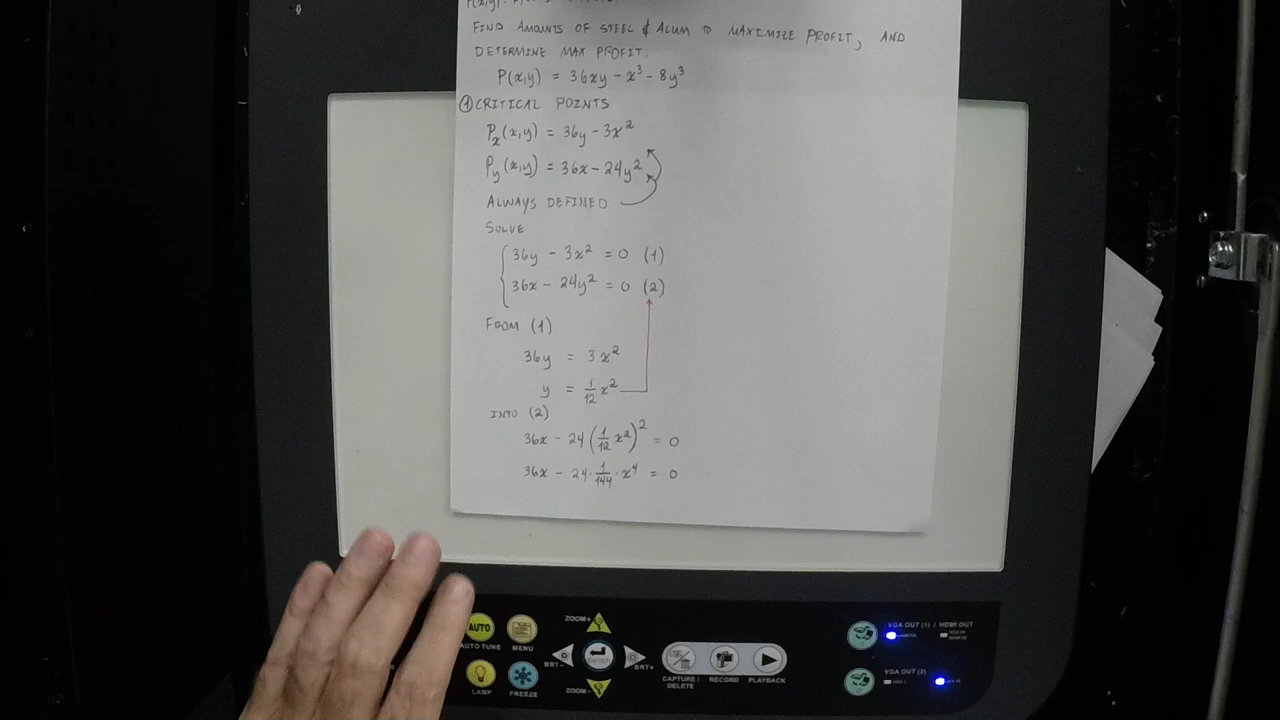 FIND AMOUNTS OF STEEL & ALUM TO MAXIMIZE PROFIT, AND
DETERMINE MAX PROFIT.
P(x,y) = 36xy - x³ - 8y³
① CRITICAL POINTS
Pₓ(x,y) = 36y - 3x²
P_y(x,y) = 36x - 24y²
ALWAYS DEFINED
SOLVE
36y - 3x² = 0 (1)
36x - 24y² = 0 (2)
FROM (1)
36y = 3x²
y = 1/12 x²
INTO (2)
36x - 24(1/12 x²)² = 0
36x - 24·1/144·x⁴ = 0
AUTO
AUTO TUNE
MENU
LAMP
FREEZE
ZOOM+
BRT-
ENTER
BRT+
ZOOM-
CAPTURE / DELETE
RECORD
PLAYBACK
VGA OUT (1) / HDMI OUT
VGA OUT (2)